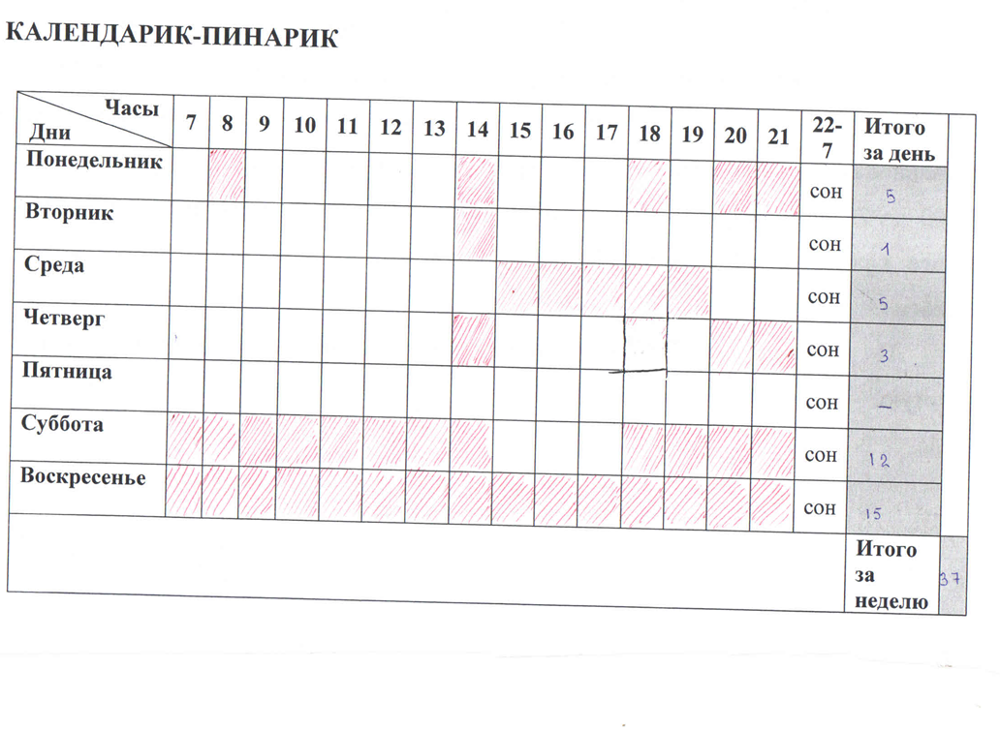 КАЛЕНДАРИК-ПИНАРИК
Часы
Дни
7 8 9 10 11 12 13 14 15 16 17 18 19 20 21 22-7 Итого за день
Понедельник сон 5
Вторник сон 1
Среда сон 5
Четверг сон 3
Пятница сон –
Суббота сон 12
Воскресенье сон 15
Итого
за
неделю 37